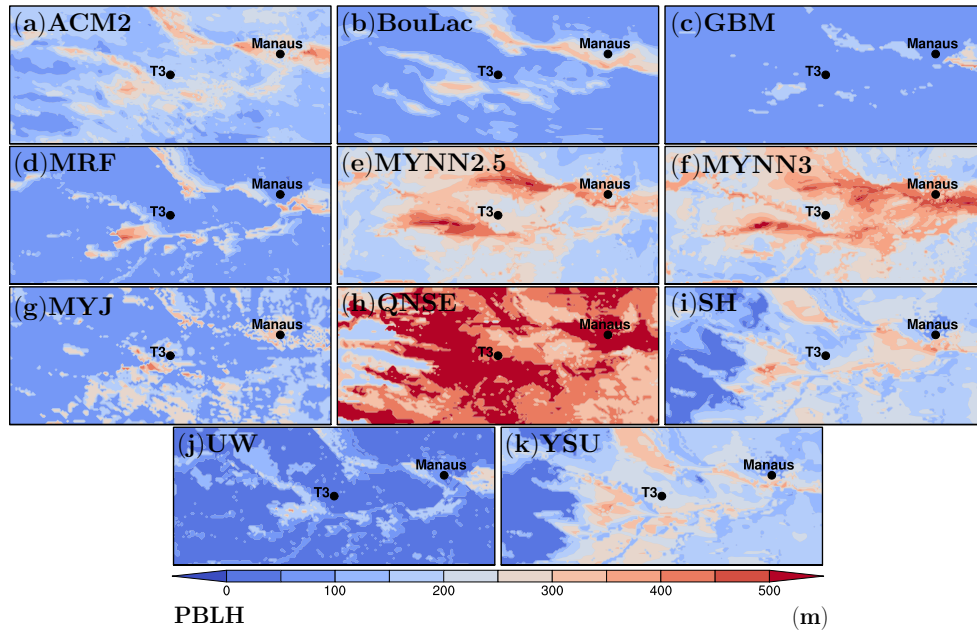 (a)ACM2
Manaus
T3
(b)BouLac
Manaus
T3
(c)GBM
Manaus
T3
(d)MRF
Manaus
T3
(e)MYNN2.5
Manaus
T3
(f)MYNN3
Manaus
T3
(g)MYJ
Manaus
T3
(h)QNSE
Manaus
T3
(i)SH
Manaus
T3
(j)UW
Manaus
T3
(k)YSU
Manaus
T3
0 100 200 300 400 500
PBLH (m)